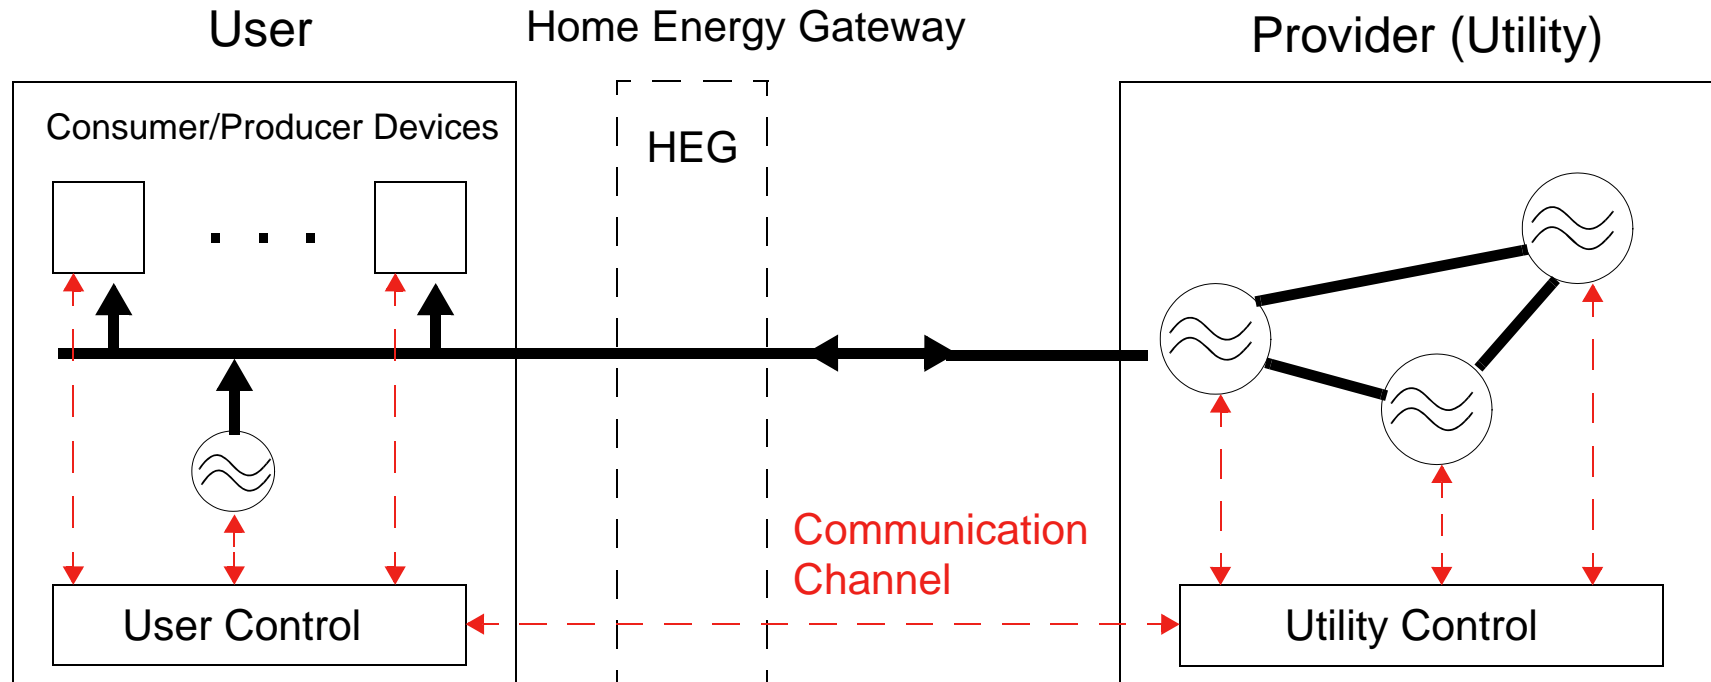 User
Home Energy Gateway
Provider (Utility)
Consumer/Producer Devices
HEG
. . .
Communication
Channel
User Control
Utility Control